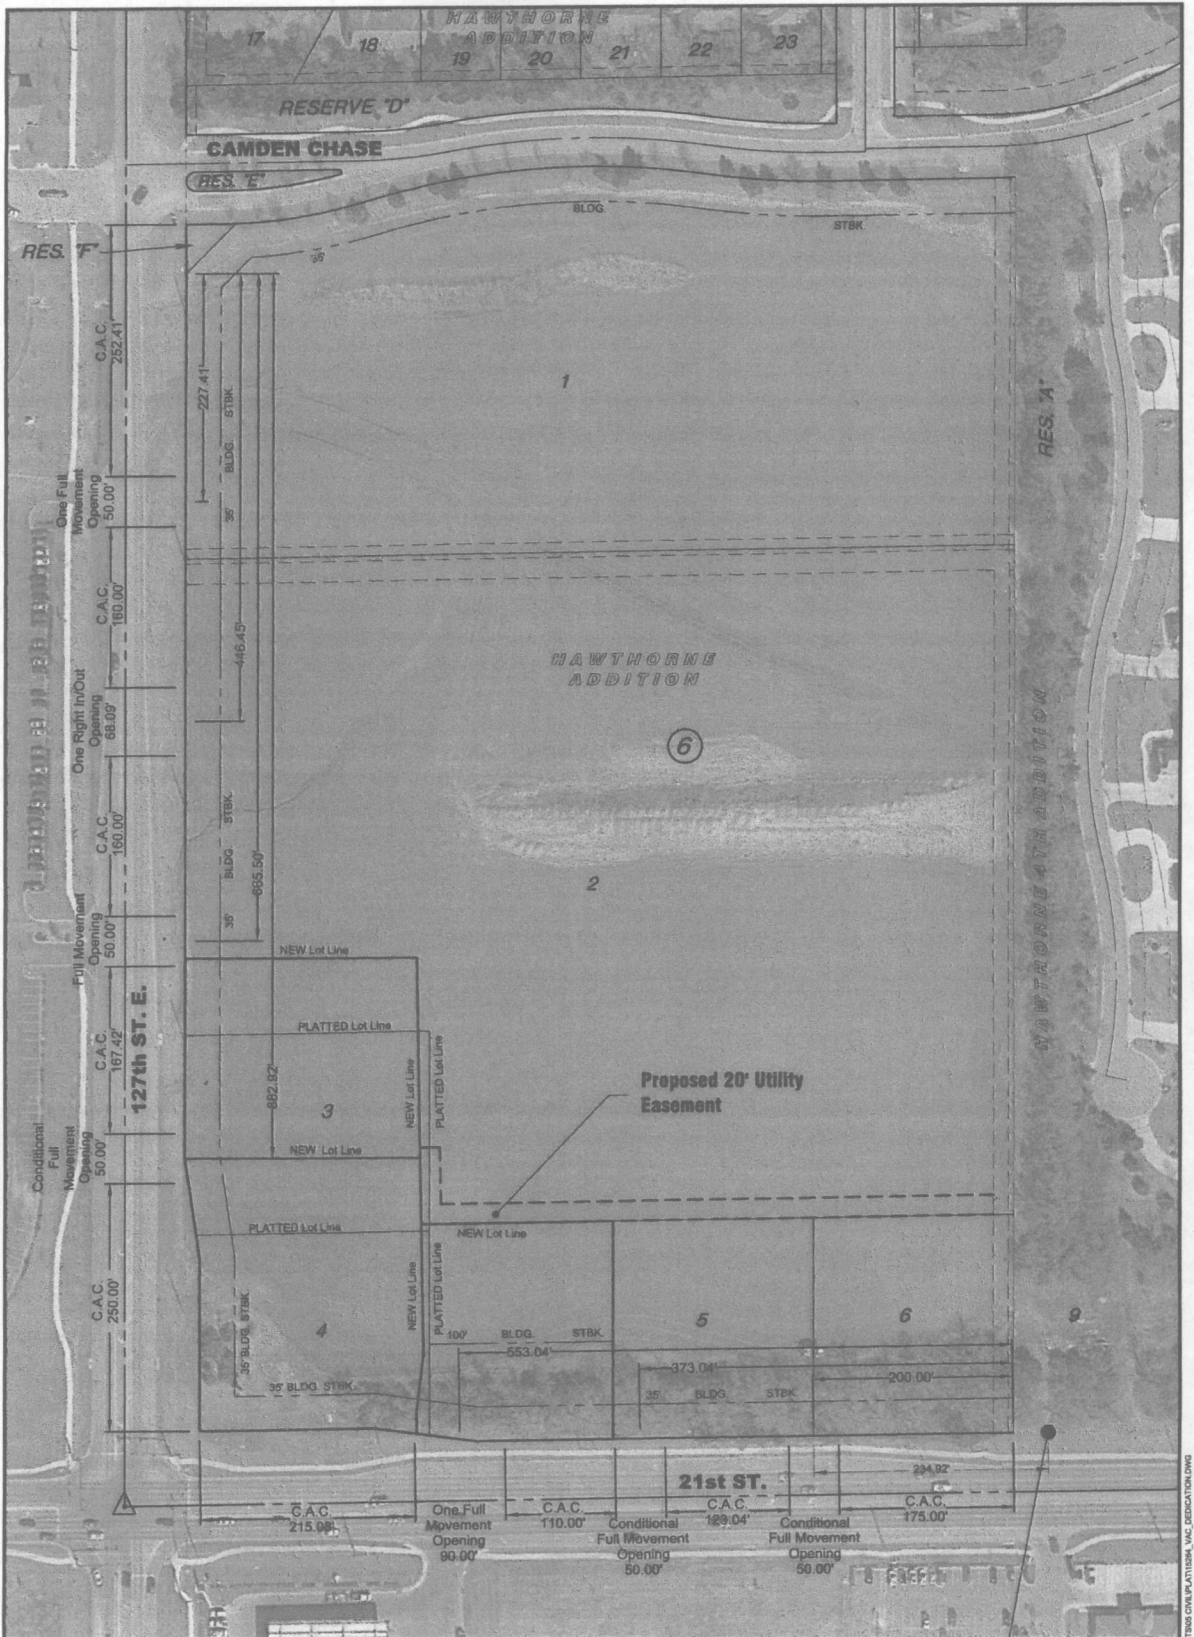 HAWTHORNE
ADDITION
17
18
19
20
21
22
23
RESERVE "D"
CAMDEN CHASE
RES. "E"
RES. "F"
BLDG.
STBK.
35'
C.A.C.
252.41'
227.41'
35' BLDG. STBK.
1
RES. "A"
One Full
Movement
Opening
50.00'
C.A.C.
160.00'
446.45'
HAWTHORNE
ADDITION
6
One Right In/Out
Opening
68.09'
C.A.C.
160.00'
35' BLDG. STBK.
665.50'
2
HAWTHORNE 4TH ADDITION
Full Movement
Opening
50.00'
NEW Lot Line
127th ST. E.
C.A.C.
167.42'
PLATTED Lot Line
882.92'
3
NEW Lot Line
PLATTED Lot Line
Proposed 20' Utility
Easement
Conditional
Full
Movement
Opening
50.00'
NEW Lot Line
PLATTED Lot Line
NEW Lot Line
C.A.C.
250.00'
35' BLDG. STBK.
4
NEW Lot Line
PLATTED Lot Line
5
6
9
100' BLDG. STBK.
553.04'
373.04'
200.00'
35' BLDG. STBK.
35' BLDG. STBK.
21st ST.
234.92'
C.A.C.
215.08'
One Full
Movement
Opening
90.00'
C.A.C.
110.00'
Conditional
Full Movement
Opening
50.00'
C.A.C.
123.04'
Conditional
Full Movement
Opening
50.00'
C.A.C.
175.00'